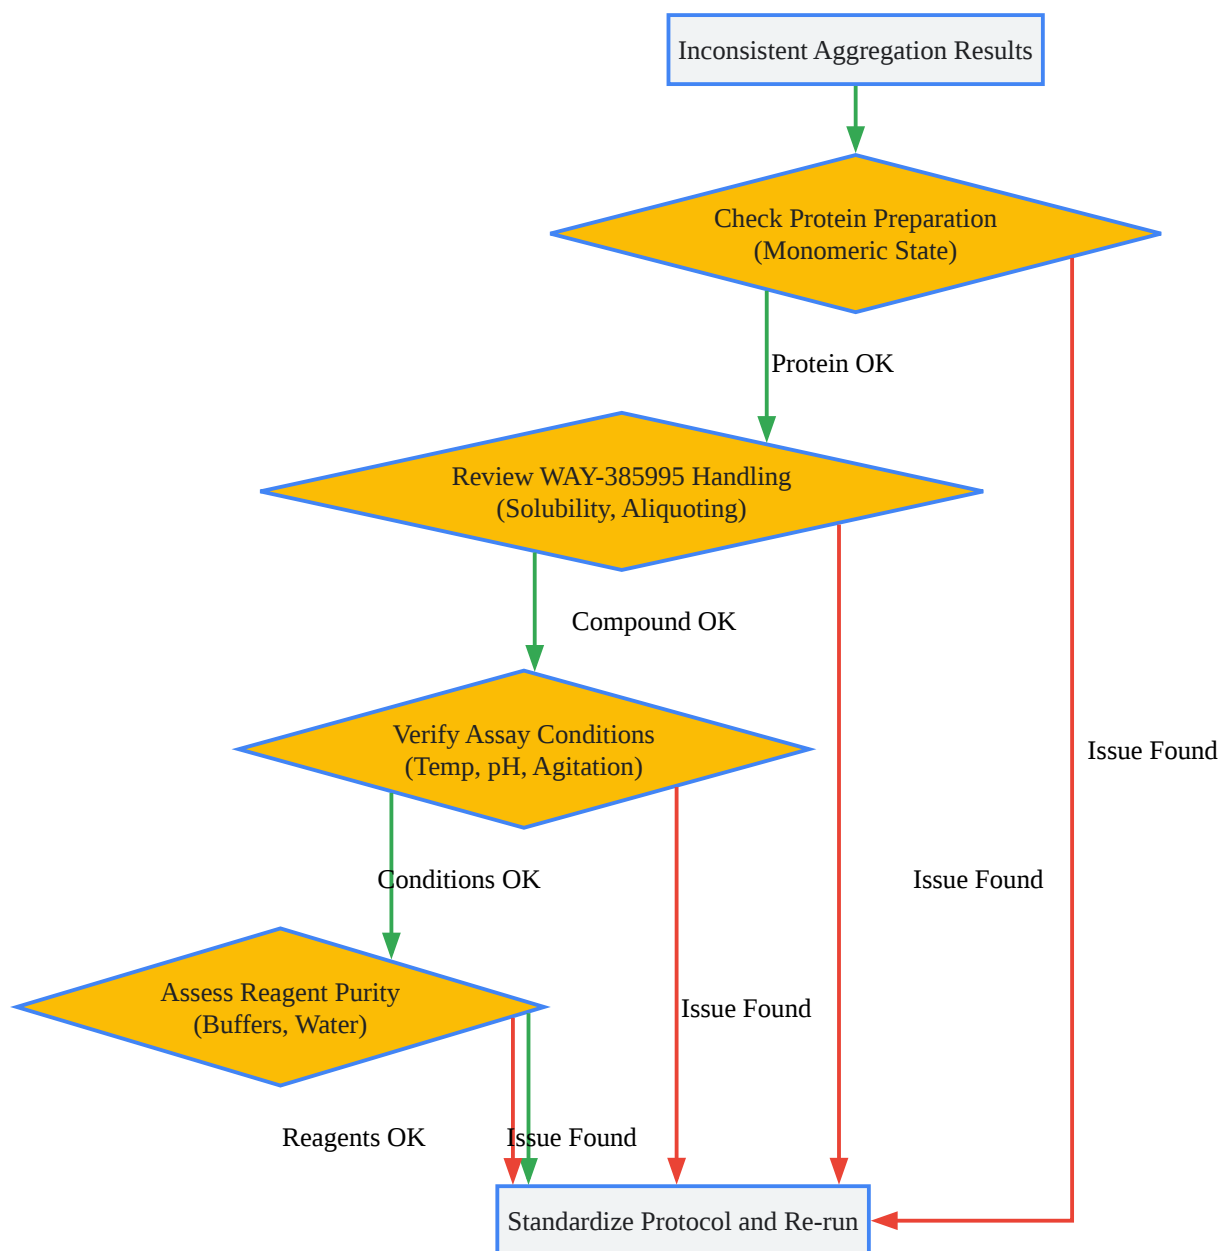 Inconsistent Aggregation Results
Check Protein Preparation
(Monomeric State)
Protein OK
Review WAY-385995 Handling
(Solubility, Aliquoting)
Compound OK
Verify Assay Conditions
(Temp, pH, Agitation)
Issue Found
Conditions OK
Issue Found
Assess Reagent Purity
(Buffers, Water)
Issue Found
Reagents OK
Issue Found
Standardize Protocol and Re-run